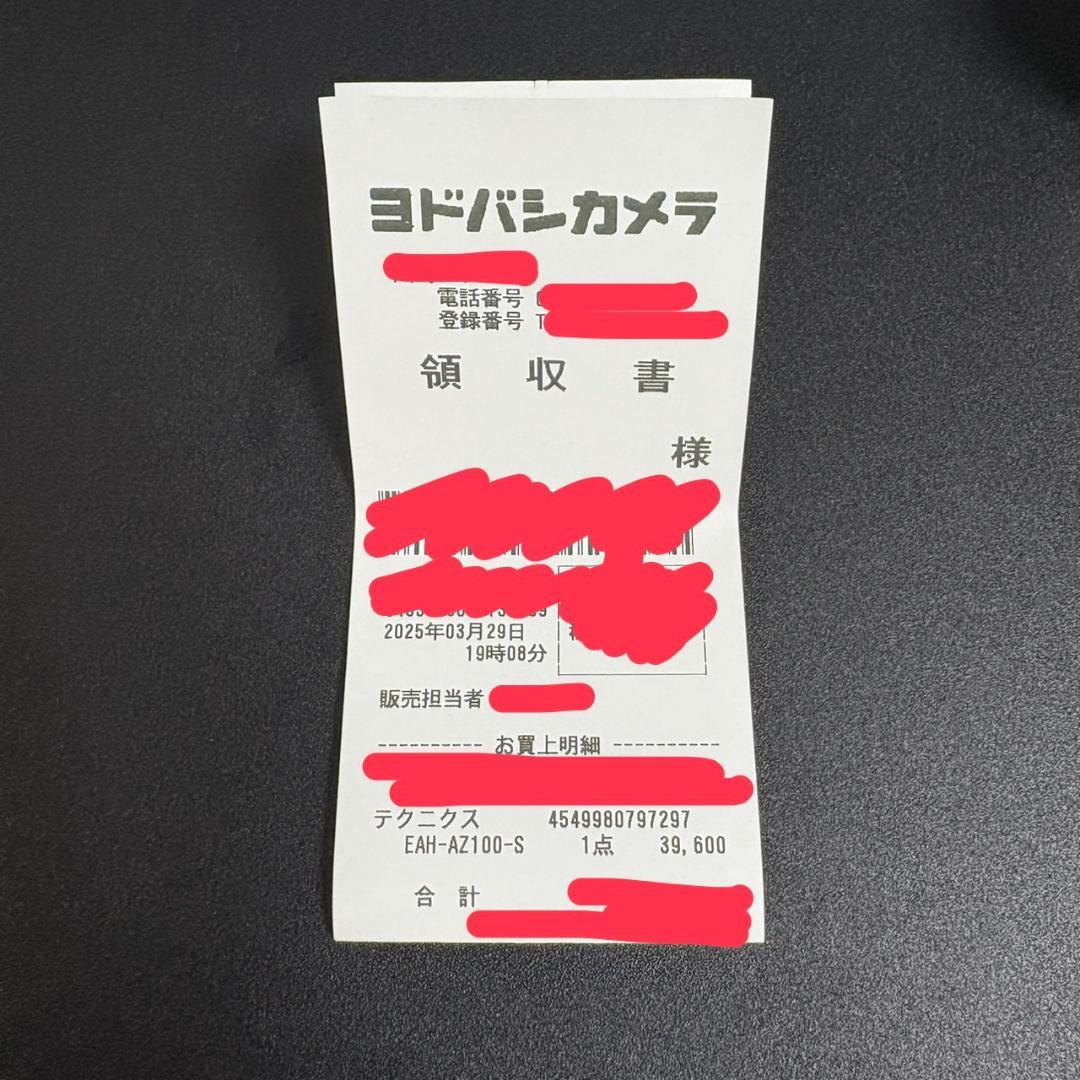 ヨドバシカメラ
電話番号
登録番号 T
領 収 書
様
2025年03月29日
19時08分
販売担当者
---------- お買上明細 ----------
テクニクス 4549980797297
EAH-AZ100-S 1点 39,600
合 計